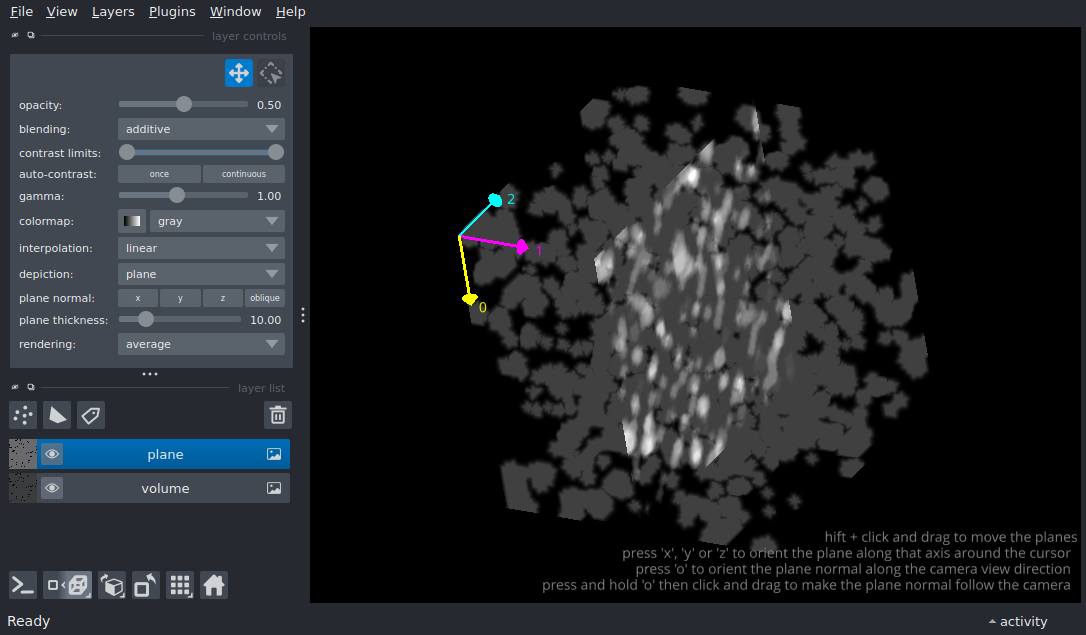 File View Layers Plugins Window Help
layer controls
opacity: 0.50
blending: additive
contrast limits:
auto-contrast: once continuous
gamma: 1.00
colormap: gray
interpolation: linear
depiction: plane
plane normal: x y z oblique
plane thickness: 10.00
rendering: average
layer list
plane
volume
2
1
0
hift + click and drag to move the planes
press 'x', 'y' or 'z' to orient the plane along that axis around the cursor
press 'o' to orient the plane normal along the camera view direction
press and hold 'o' then click and drag to make the plane normal follow the camera
Ready
activity